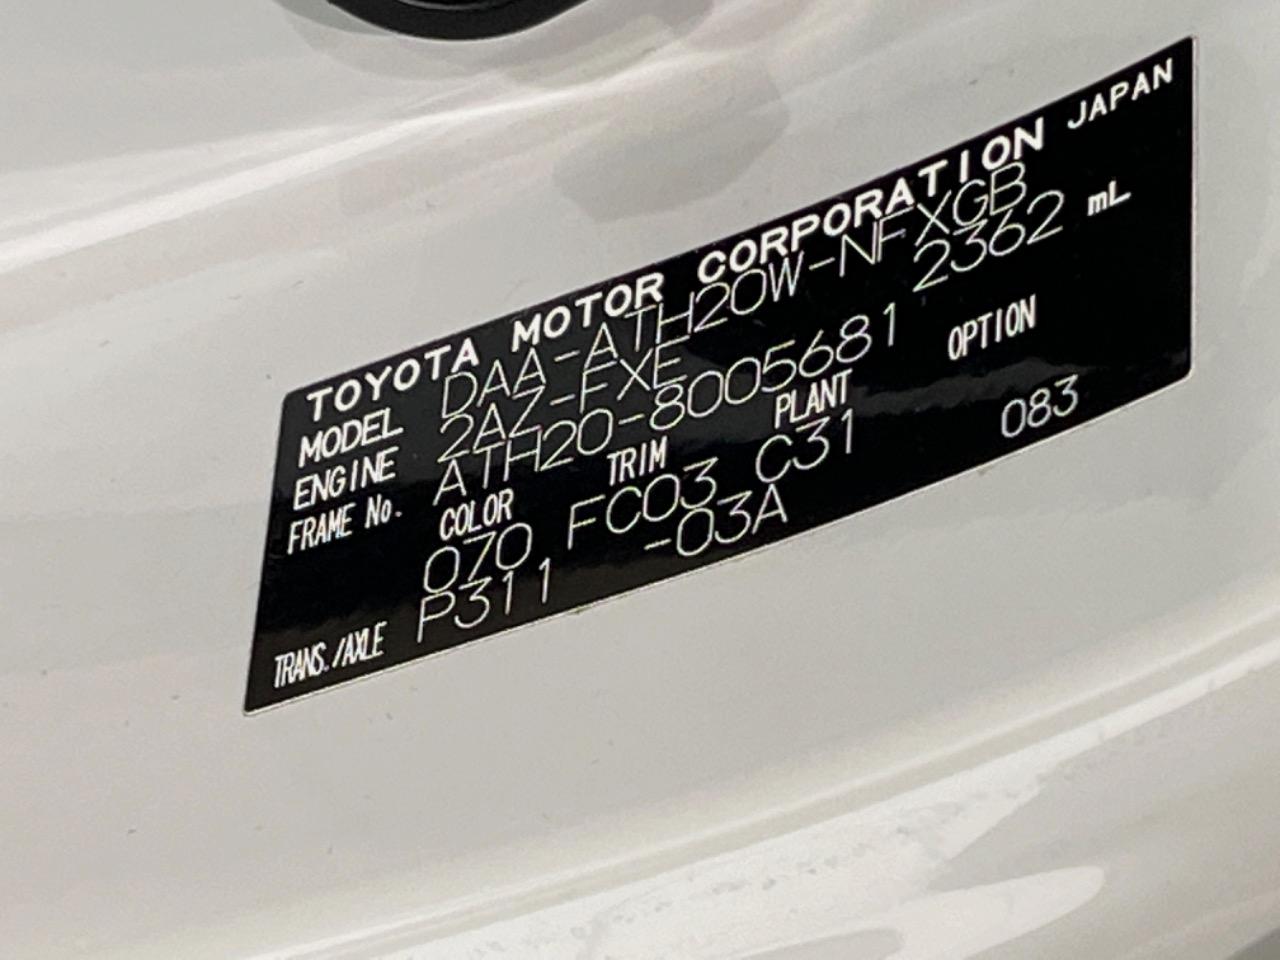 TOYOTA MOTOR CORPORATION JAPAN
MODEL DAA-ATH20W-NFXGB
ENGINE 2AZ-FXE 2362 mL
FRAME No. ATH20-8005681
COLOR TRIM PLANT OPTION
070 FC03 C31 083
TRANS./AXLE P311 -03A